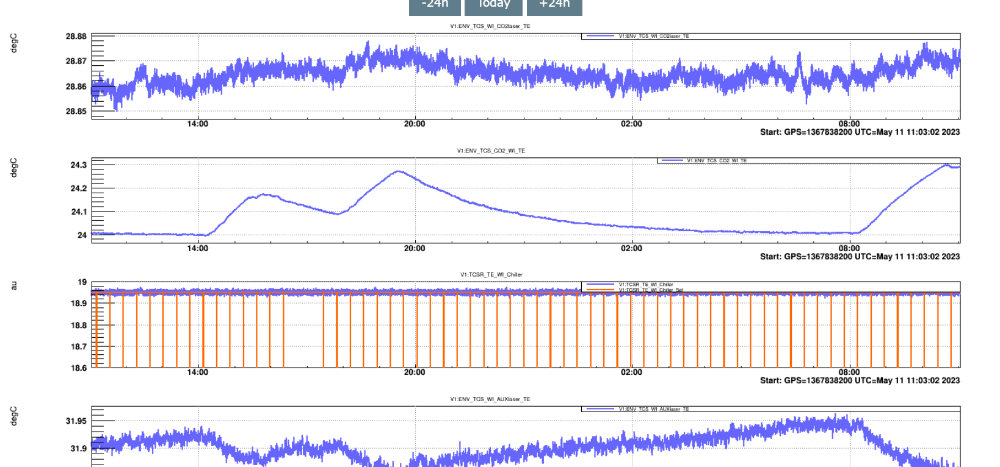 -24h Today +24h
V1:ENV_TCS_WI_CO2laser_TE
degC
V1:ENV_TCS_WI_CO2laser_TE
28.88
28.87
28.86
28.85
14:00 20:00 02:00 08:00
Start: GPS=1367838200 UTC=May 11 11:03:02 2023
V1:ENV_TCS_CO2_WI_TE
degC
V1:ENV_TCS_CO2_WI_TE
24.3
24.2
24.1
24
14:00 20:00 02:00 08:00
Start: GPS=1367838200 UTC=May 11 11:03:02 2023
V1:TCSR_TE_WI_Chiller
au
19
V1:TCSR_TE_WI_Chiller
V1:TCSR_TE_WI_Chiller_Set
18.9
18.8
18.7
18.6
14:00 20:00 02:00 08:00
Start: GPS=1367838200 UTC=May 11 11:03:02 2023
V1:ENV_TCS_WI_AUXlaser_TE
degC
V1:ENV_TCS_WI_AUXlaser_TE
31.95
31.9